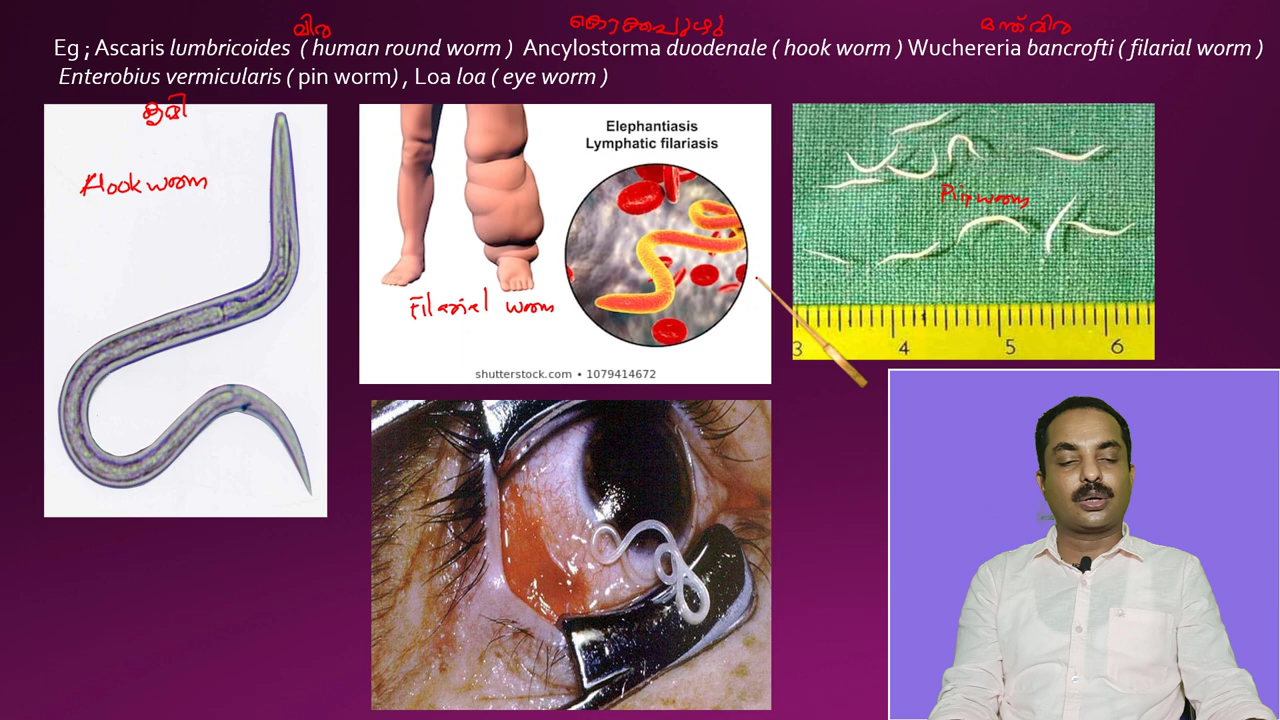 വിര കൊക്കപ്പുഴു മന്ത് വിര
Eg ; Ascaris lumbricoides ( human round worm ) Ancylostorma duodenale ( hook worm ) Wuchereria bancrofti ( filarial worm )
Enterobius vermicularis ( pin worm) , Loa loa ( eye worm )
കൃമി
Hook worm
Elephantiasis
Lymphatic filariasis
Filarial worm
shutterstock.com • 1079414672
Pin worm
3 4 5 6